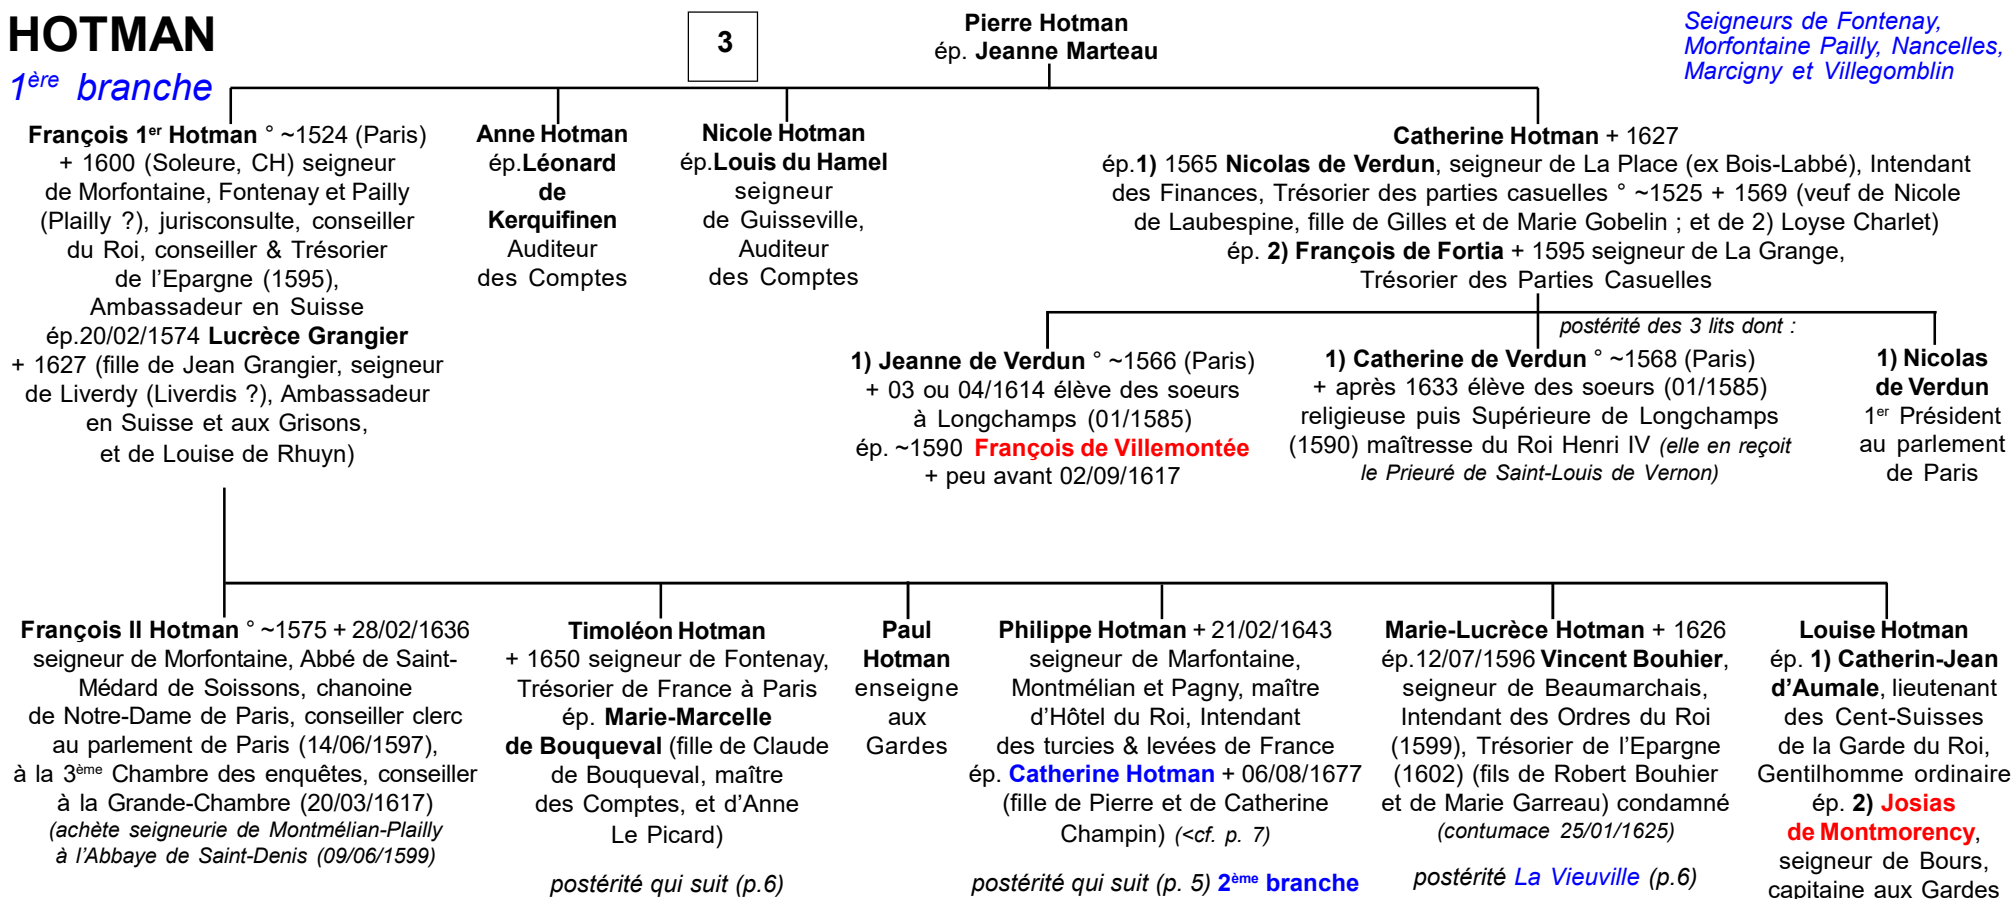 HOTMAN
1ère branche
3
Pierre Hotman
ép. Jeanne Marteau
Seigneurs de Fontenay,
Morfontaine Pailly, Nancelles,
Marcigny et Villegomblin
François 1er Hotman ° ~1524 (Paris)
+ 1600 (Soleure, CH) seigneur
de Morfontaine, Fontenay et Pailly
(Plailly ?), jurisconsulte, conseiller
du Roi, conseiller & Trésorier
de l’Epargne (1595),
Ambassadeur en Suisse
ép.20/02/1574 Lucrèce Grangier
+ 1627 (fille de Jean Grangier, seigneur
de Liverdy (Liverdis ?), Ambassadeur
en Suisse et aux Grisons,
et de Louise de Rhuyn)
Anne Hotman
ép.Léonard
de
Kerquifinen
Auditeur
des Comptes
Nicole Hotman
ép.Louis du Hamel
seigneur
de Guisseville,
Auditeur
des Comptes
Catherine Hotman + 1627
ép.1) 1565 Nicolas de Verdun, seigneur de La Place (ex Bois-Labbé), Intendant
des Finances, Trésorier des parties casuelles ° ~1525 + 1569 (veuf de Nicole
de Laubespine, fille de Gilles et de Marie Gobelin ; et de 2) Loyse Charlet)
ép. 2) François de Fortia + 1595 seigneur de La Grange,
Trésorier des Parties Casuelles
postérité des 3 lits dont :
1) Jeanne de Verdun ° ~1566 (Paris)
+ 03 ou 04/1614 élève des soeurs
à Longchamps (01/1585)
ép. ~1590 François de Villemontée
+ peu avant 02/09/1617
1) Catherine de Verdun ° ~1568 (Paris)
+ après 1633 élève des soeurs (01/1585)
religieuse puis Supérieure de Longchamps
(1590) maîtresse du Roi Henri IV (elle en reçoit
le Prieuré de Saint-Louis de Vernon)
1) Nicolas
de Verdun
1er Président
au parlement
de Paris
François II Hotman ° ~1575 + 28/02/1636
seigneur de Morfontaine, Abbé de Saint-
Médard de Soissons, chanoine
de Notre-Dame de Paris, conseiller clerc
au parlement de Paris (14/06/1597),
à la 3ème Chambre des enquêtes, conseiller
à la Grande-Chambre (20/03/1617)
(achète seigneurie de Montmélian-Plailly
à l’Abbaye de Saint-Denis (09/06/1599)
Timoléon Hotman
+ 1650 seigneur de Fontenay,
Trésorier de France à Paris
ép. Marie-Marcelle
de Bouqueval (fille de Claude
de Bouqueval, maître
des Comptes, et d’Anne
Le Picard)
postérité qui suit (p.6)
Paul
Hotman
enseigne
aux
Gardes
Philippe Hotman + 21/02/1643
seigneur de Marfontaine,
Montmélian et Pagny, maître
d’Hôtel du Roi, Intendant
des turcies & levées de France
ép. Catherine Hotman + 06/08/1677
(fille de Pierre et de Catherine
Champin) (<cf. p. 7)
postérité qui suit (p. 5) 2ème branche
Marie-Lucrèce Hotman + 1626
ép.12/07/1596 Vincent Bouhier,
seigneur de Beaumarchais,
Intendant des Ordres du Roi
(1599), Trésorier de l’Epargne
(1602) (fils de Robert Bouhier
et de Marie Garreau) condamné
(contumace 25/01/1625)
postérité La Vieuville (p.6)
Louise Hotman
ép. 1) Catherin-Jean
d’Aumale, lieutenant
des Cent-Suisses
de la Garde du Roi,
Gentilhomme ordinaire
ép. 2) Josias
de Montmorency,
seigneur de Bours,
capitaine aux Gardes